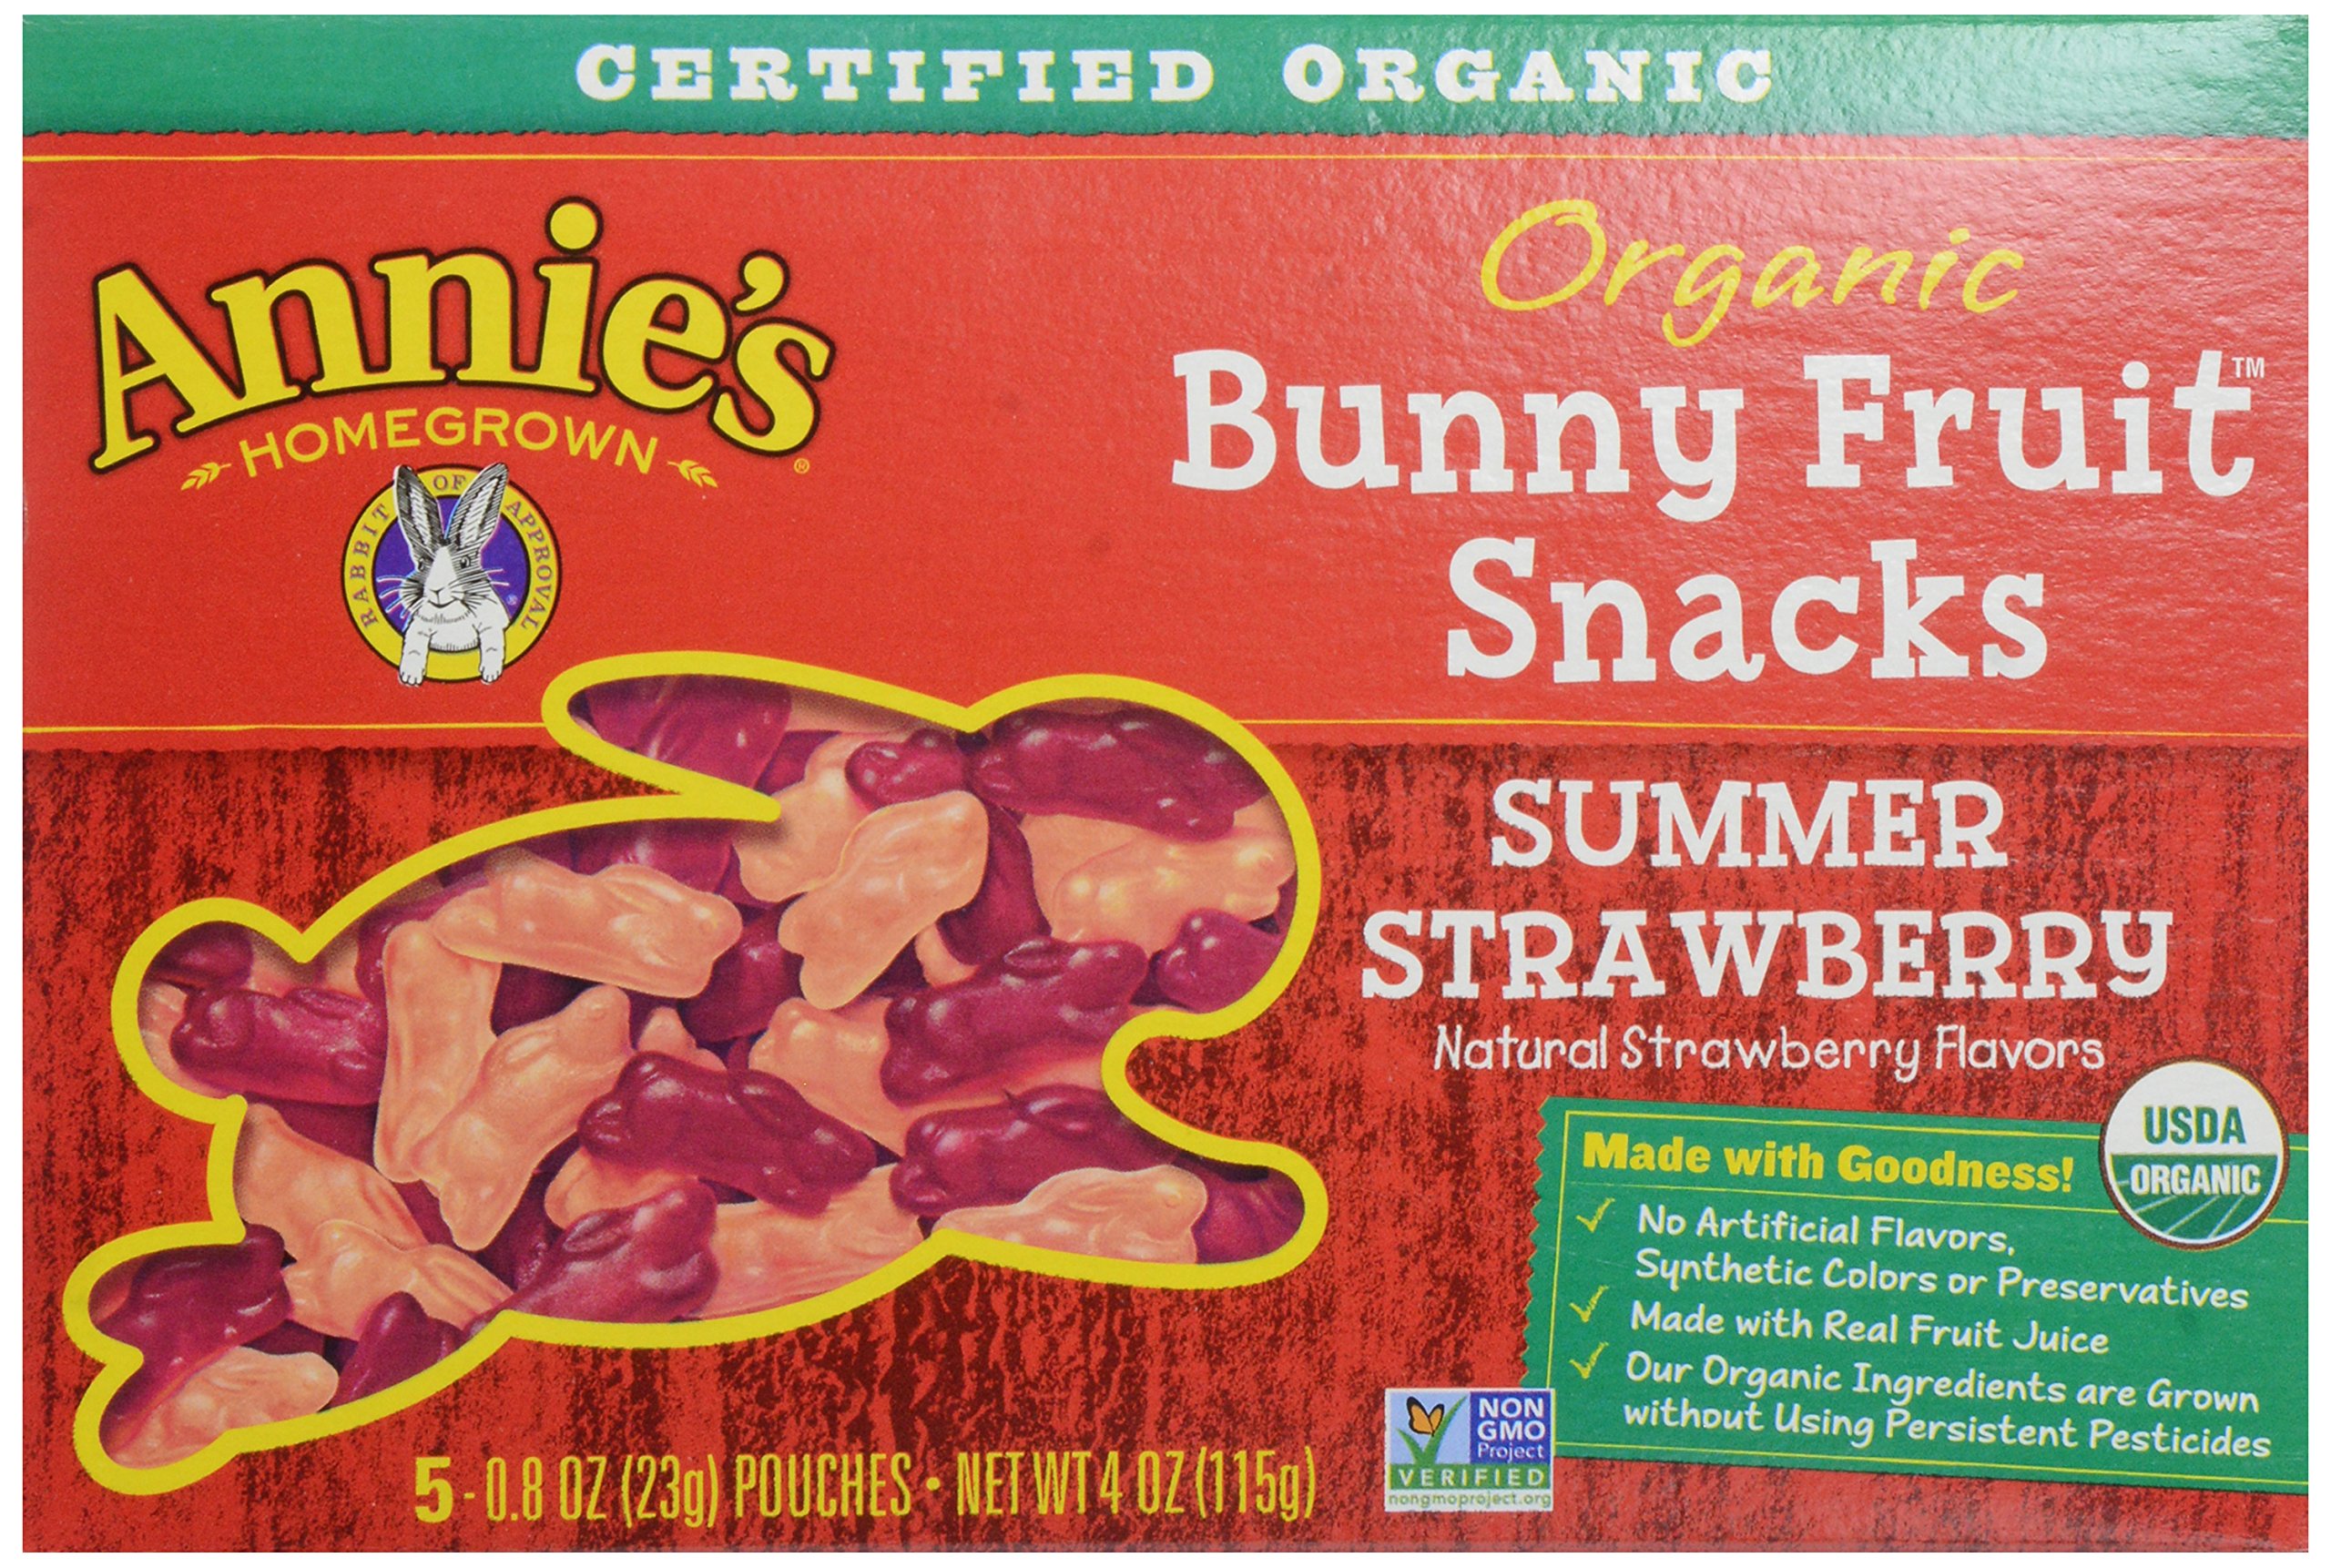 CERTIFIED ORGANIC
Annie's
HOMEGROWN
®
RABBIT OF APPROVAL
Organic
Bunny Fruit™
Snacks
SUMMER
STRAWBERRY
Natural Strawberry Flavors
USDA
ORGANIC
Made with Goodness!
✓ No Artificial Flavors,
Synthetic Colors or Preservatives
✓ Made with Real Fruit Juice
✓ Our Organic Ingredients are Grown
without Using Persistent Pesticides
NON
GMO
Project
VERIFIED
nongmoproject.org
5-0.8 OZ (23g) POUCHES • NET WT 4 OZ (115g)